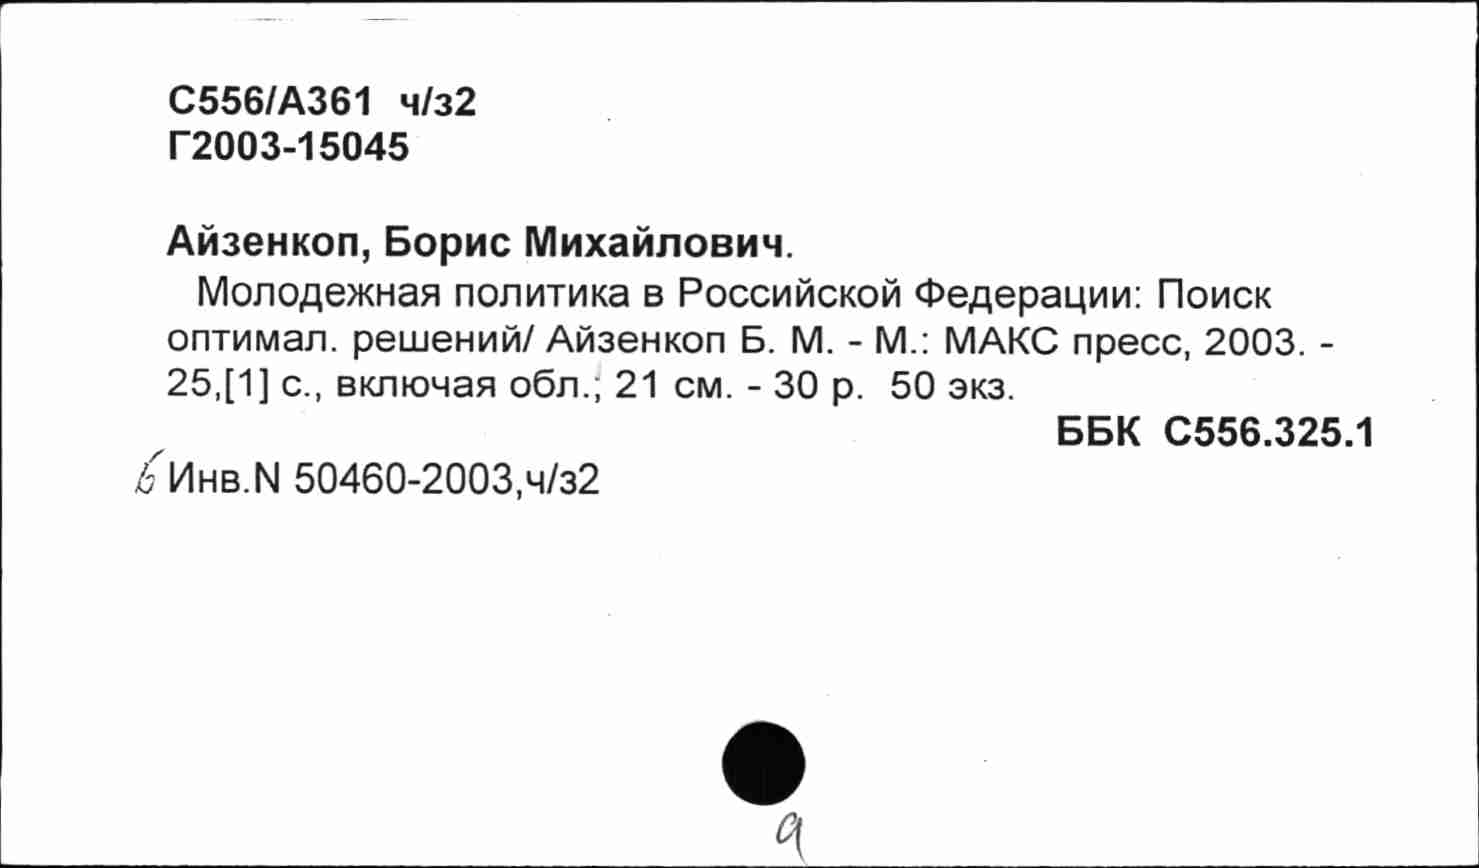 С556/А361 ч/з2
Г2003-15045
Айзенкоп, Борис Михайлович.
Молодежная политика в Российской Федерации: Поиск
оптимал. решений/ Айзенкоп Б. М. - М.: МАКС пресс, 2003. -
25,[1] с., включая обл.; 21 см. - 30 р. 50 экз.
ББК С556.325.1
Инв.N 50460-2003,ч/з2